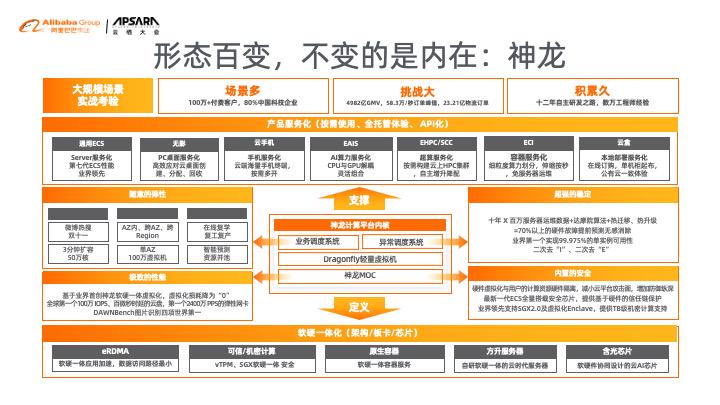 Alibaba Group
阿里巴巴集团
APSARA
云栖大会
形态百变，不变的是内在：神龙
大规模场景
实战考验
场景多
100万+付费客户，80%中国科技企业
挑战大
4982亿GMV，58.3万/秒订单峰值，23.21亿物流订单
积累久
十二年自主研发之路，数万工程师经验
产品服务化（按需使用、全托管体验、API化）
通用ECS
Server服务化
第七代ECS性能
业界领先
无影
PC桌面服务化
高效应对云桌面创
建、分配、回收
云手机
手机服务化
云端海量手机终端，
按需多开
EAIS
AI算力服务化
CPU与GPU解耦
灵活组合
EHPC/SCC
超算服务化
按需构建云上HPC集群
，自主增升降配
ECI
容器服务化
细粒度算力划分，伸缩按秒
，免服务器运维
云盒
本地部署服务化
在线订购，单机柜起布，
公有云一致体验
随意的弹性
微博热搜
双十一
AZ内、跨AZ、跨
Region
在线复学
复工复产
3分钟扩容
50万核
单AZ
100万虚拟机
智能预测
资源并池
极致的性能
基于业界首创神龙软硬一体虚拟化，虚拟化损耗降为“0”
全球第一个100万 IOPS，百微秒时延的云盘，第一个2400万 PPS的弹性网卡
DAWNBench图片识别四项世界第一
支撑
神龙计算平台内核
业务调度系统
异常调度系统
Dragonfly轻量虚拟机
神龙MOC
定义
超强的稳定
十年 X 百万服务器运维数据+达摩院算法+热迁移、热升级
=70%以上的硬件故障提前预测无感消除
业界第一个实现99.975%的单实例可用性
二次去“I”、二次去“E”
内置的安全
硬件虚拟化与用户的计算资源硬件隔离，减小云平台攻击面，增加防御纵深
最新一代ECS全量搭载安全芯片，提供基于硬件的信任链保护
业界领先支持SGX2.0及虚拟化Enclave，提供TB级机密计算支持
软硬一体化（架构/板卡/芯片）
eRDMA
软硬一体应用加速，数据访问路径最小
可信/机密计算
vTPM、SGX软硬一体 安全
原生容器
软硬一体容器服务
方升服务器
自研软硬一体的云时代服务器
含光芯片
软硬件协同设计的云AI芯片